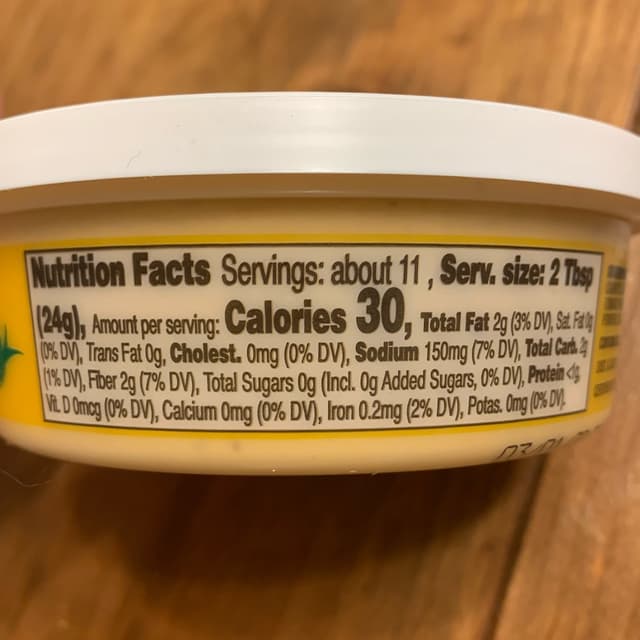 Nutrition Facts Servings: about 11, Serv. size: 2 Tbsp
(24g), Amount per serving: Calories 30, Total Fat 2g (3% DV), Sat. Fat 0g
(0% DV), Trans Fat 0g, Cholest. 0mg (0% DV), Sodium 150mg (7% DV), Total Carb. 2g
(1% DV), Fiber 2g (7% DV), Total Sugars 0g (Incl. 0g Added Sugars, 0% DV), Protein <1g,
Vit. D 0mcg (0% DV), Calcium 0mg (0% DV), Iron 0.2mg (2% DV), Potas. 0mg (0% DV).